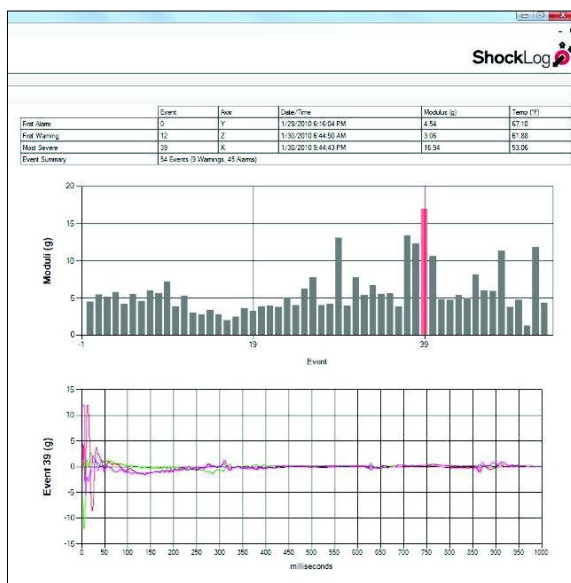 ShockLog
Event Axis Date/Time Modulus (g) Temp (°F)
First Alarm 0 Y 1/29/2010 6:16:04 PM 4.54 67.10
First Warning 12 Z 1/30/2010 6:44:50 AM 3.06 61.88
Most Severe 39 X 1/30/2010 9:44:43 PM 16.94 53.06
Event Summary 54 Events (9 Warnings, 45 Alarms)
Moduli (g)
20
15
10
5
0
-1 19 39
Event
Event 39 (g)
15
10
5
0
-5
-10
-15
0 50 100 150 200 250 300 350 400 450 500 550 600 650 700 750 800 850 900 950 1000
milliseconds